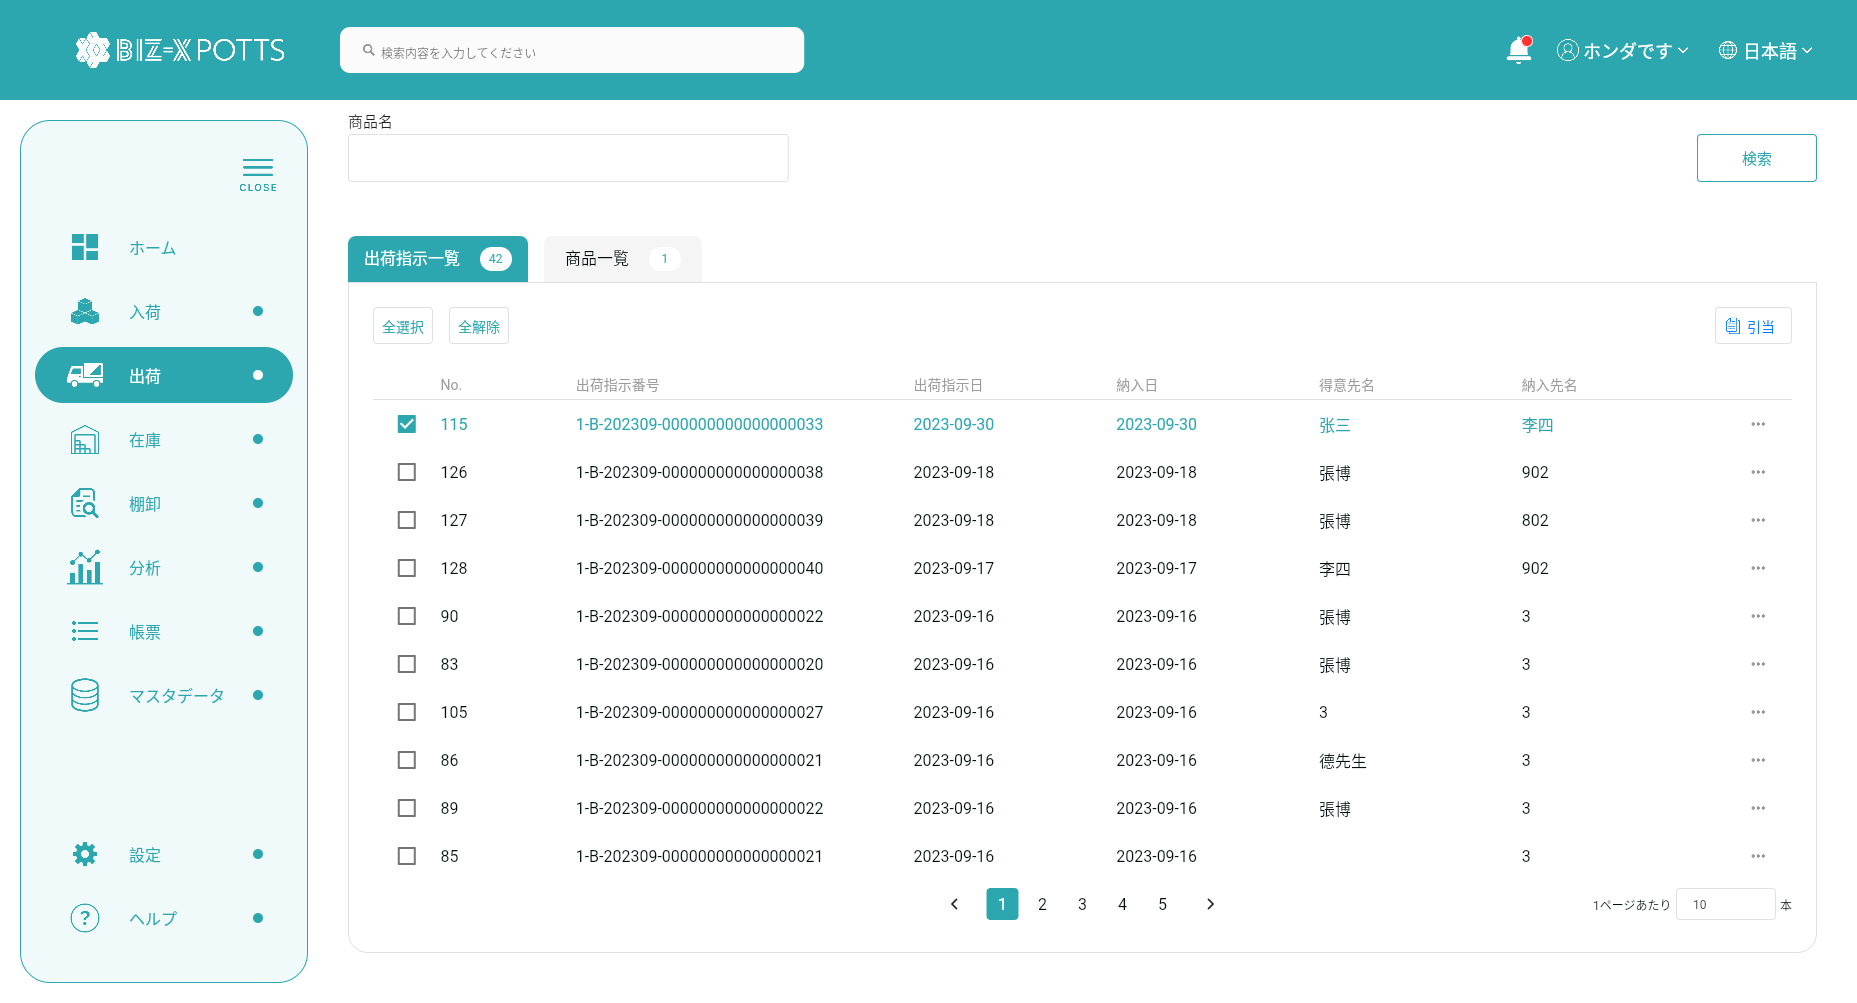 BIZ-X POTTS
検索内容を入力してください
ホンダです
日本語
CLOSE
ホーム
入荷
出荷
在庫
棚卸
分析
帳票
マスタデータ
設定
?
ヘルプ
商品名
検索
出荷指示一覧 42
商品一覧 1
全選択 全解除 引当
No. 出荷指示番号 出荷指示日 納入日 得意先名 納入先名
115 1-B-202309-000000000000000033 2023-09-30 2023-09-30 张三 李四 ...
126 1-B-202309-000000000000000038 2023-09-18 2023-09-18 張博 902 ...
127 1-B-202309-000000000000000039 2023-09-18 2023-09-18 張博 802 ...
128 1-B-202309-000000000000000040 2023-09-17 2023-09-17 李四 902 ...
90 1-B-202309-000000000000000022 2023-09-16 2023-09-16 張博 3 ...
83 1-B-202309-000000000000000020 2023-09-16 2023-09-16 張博 3 ...
105 1-B-202309-000000000000000027 2023-09-16 2023-09-16 3 3 ...
86 1-B-202309-000000000000000021 2023-09-16 2023-09-16 德先生 3 ...
89 1-B-202309-000000000000000022 2023-09-16 2023-09-16 張博 3 ...
85 1-B-202309-000000000000000021 2023-09-16 2023-09-16 3 ...
1 2 3 4 5
1ページあたり 10 本